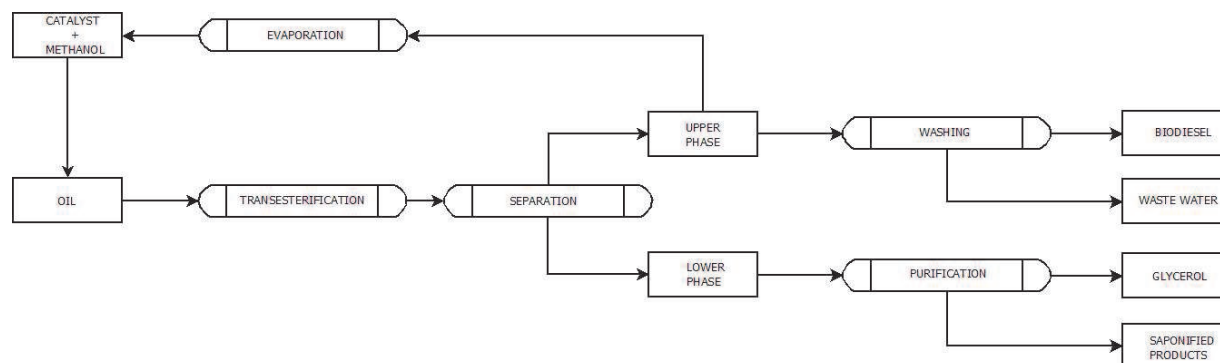 CATALYST
+
METHANOL
EVAPORATION
UPPER
PHASE
WASHING
BIODIESEL
OIL
TRANSESTERIFICATION
SEPARATION
WASTE WATER
LOWER
PHASE
PURIFICATION
GLYCEROL
SAPONIFIED
PRODUCTS